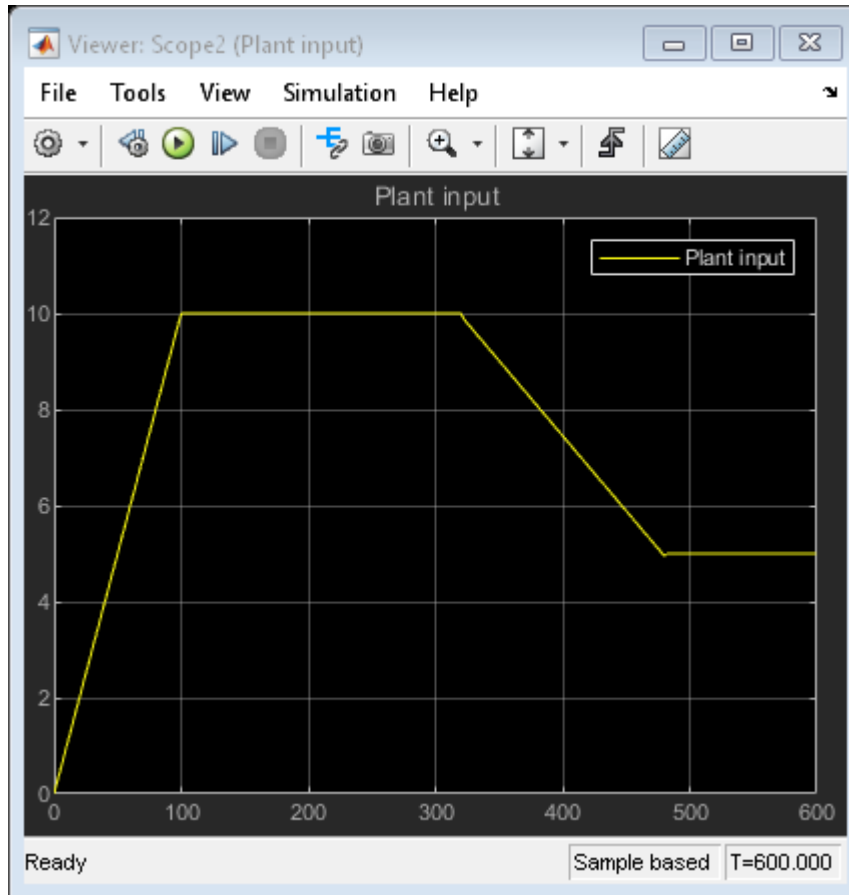 Viewer: Scope2 (Plant input)
File Tools View Simulation Help
Plant input
12
Plant input
10
8
6
4
2
0
0 100 200 300 400 500 600
Ready Sample based T=600.000